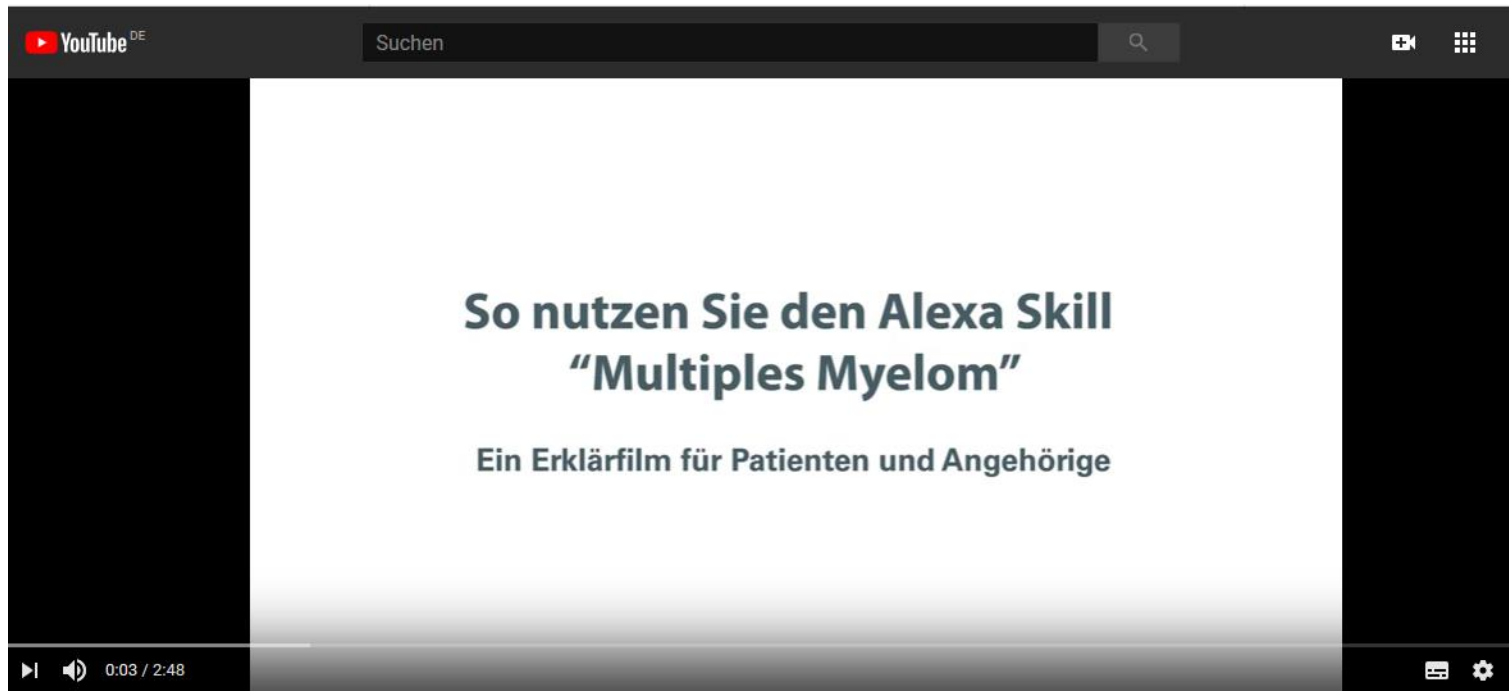 YouTube DE
Suchen
So nutzen Sie den Alexa Skill
“Multiples Myelom”
Ein Erklärfilm für Patienten und Angehörige
0:03 / 2:48